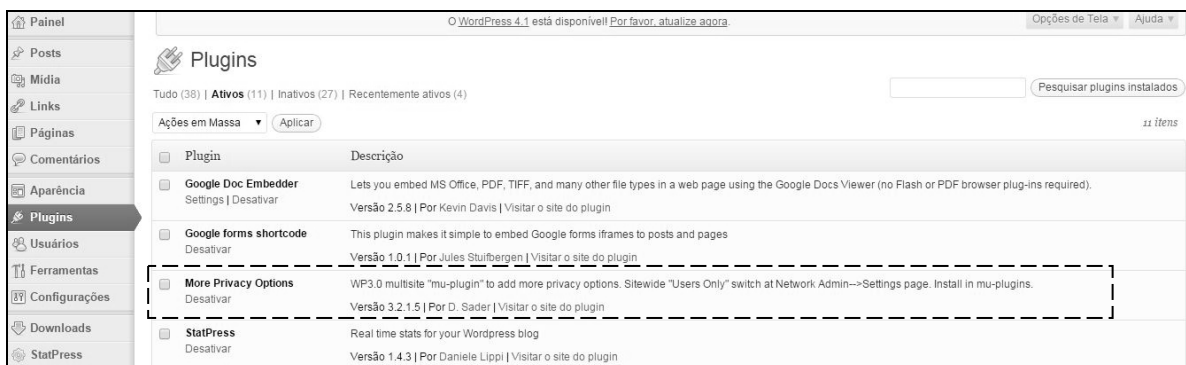 Painel
O WordPress 4.1 está disponível! Por favor, atualize agora.
Opções de Tela
Ajuda
Posts
Mídia
Links
Páginas
Comentários
Aparência
Plugins
Usuários
Ferramentas
Configurações
Downloads
StatPress
Plugins
Tudo (38) | Ativos (11) | Inativos (27) | Recentemente ativos (4)
Pesquisar plugins instalados
Ações em Massa Aplicar
11 itens
Plugin Descrição
Google Doc Embedder
Settings | Desativar
Lets you embed MS Office, PDF, TIFF, and many other file types in a web page using the Google Docs Viewer (no Flash or PDF browser plug-ins required).
Versão 2.5.8 | Por Kevin Davis | Visitar o site do plugin
Google forms shortcode
Desativar
This plugin makes it simple to embed Google forms iframes to posts and pages
Versão 1.0.1 | Por Jules Stuifbergen | Visitar o site do plugin
More Privacy Options
Desativar
WP3.0 multisite "mu-plugin" to add more privacy options. Sitewide "Users Only" switch at Network Admin-->Settings page. Install in mu-plugins.
Versão 3.2.1.5 | Por D. Sader | Visitar o site do plugin
StatPress
Desativar
Real time stats for your Wordpress blog
Versão 1.4.3 | Por Daniele Lippi | Visitar o site do plugin